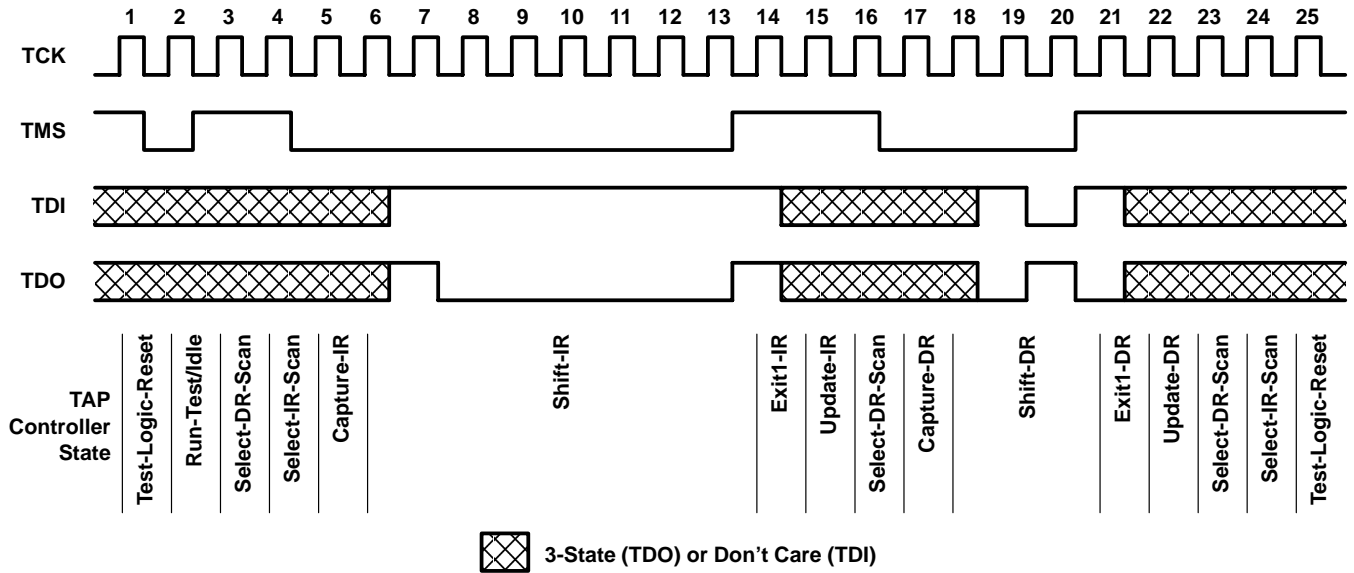 1 2 3 4 5 6 7 8 9 10 11 12 13 14 15 16 17 18 19 20 21 22 23 24 25
TCK
TMS
TDI
TDO
TAP
Controller
State
Test-Logic-Reset
Run-Test/Idle
Select-DR-Scan
Select-IR-Scan
Capture-IR
Shift-IR
Exit1-IR
Update-IR
Select-DR-Scan
Capture-DR
Shift-DR
Exit1-DR
Update-DR
Select-DR-Scan
Select-IR-Scan
Test-Logic-Reset
3-State (TDO) or Don’t Care (TDI)